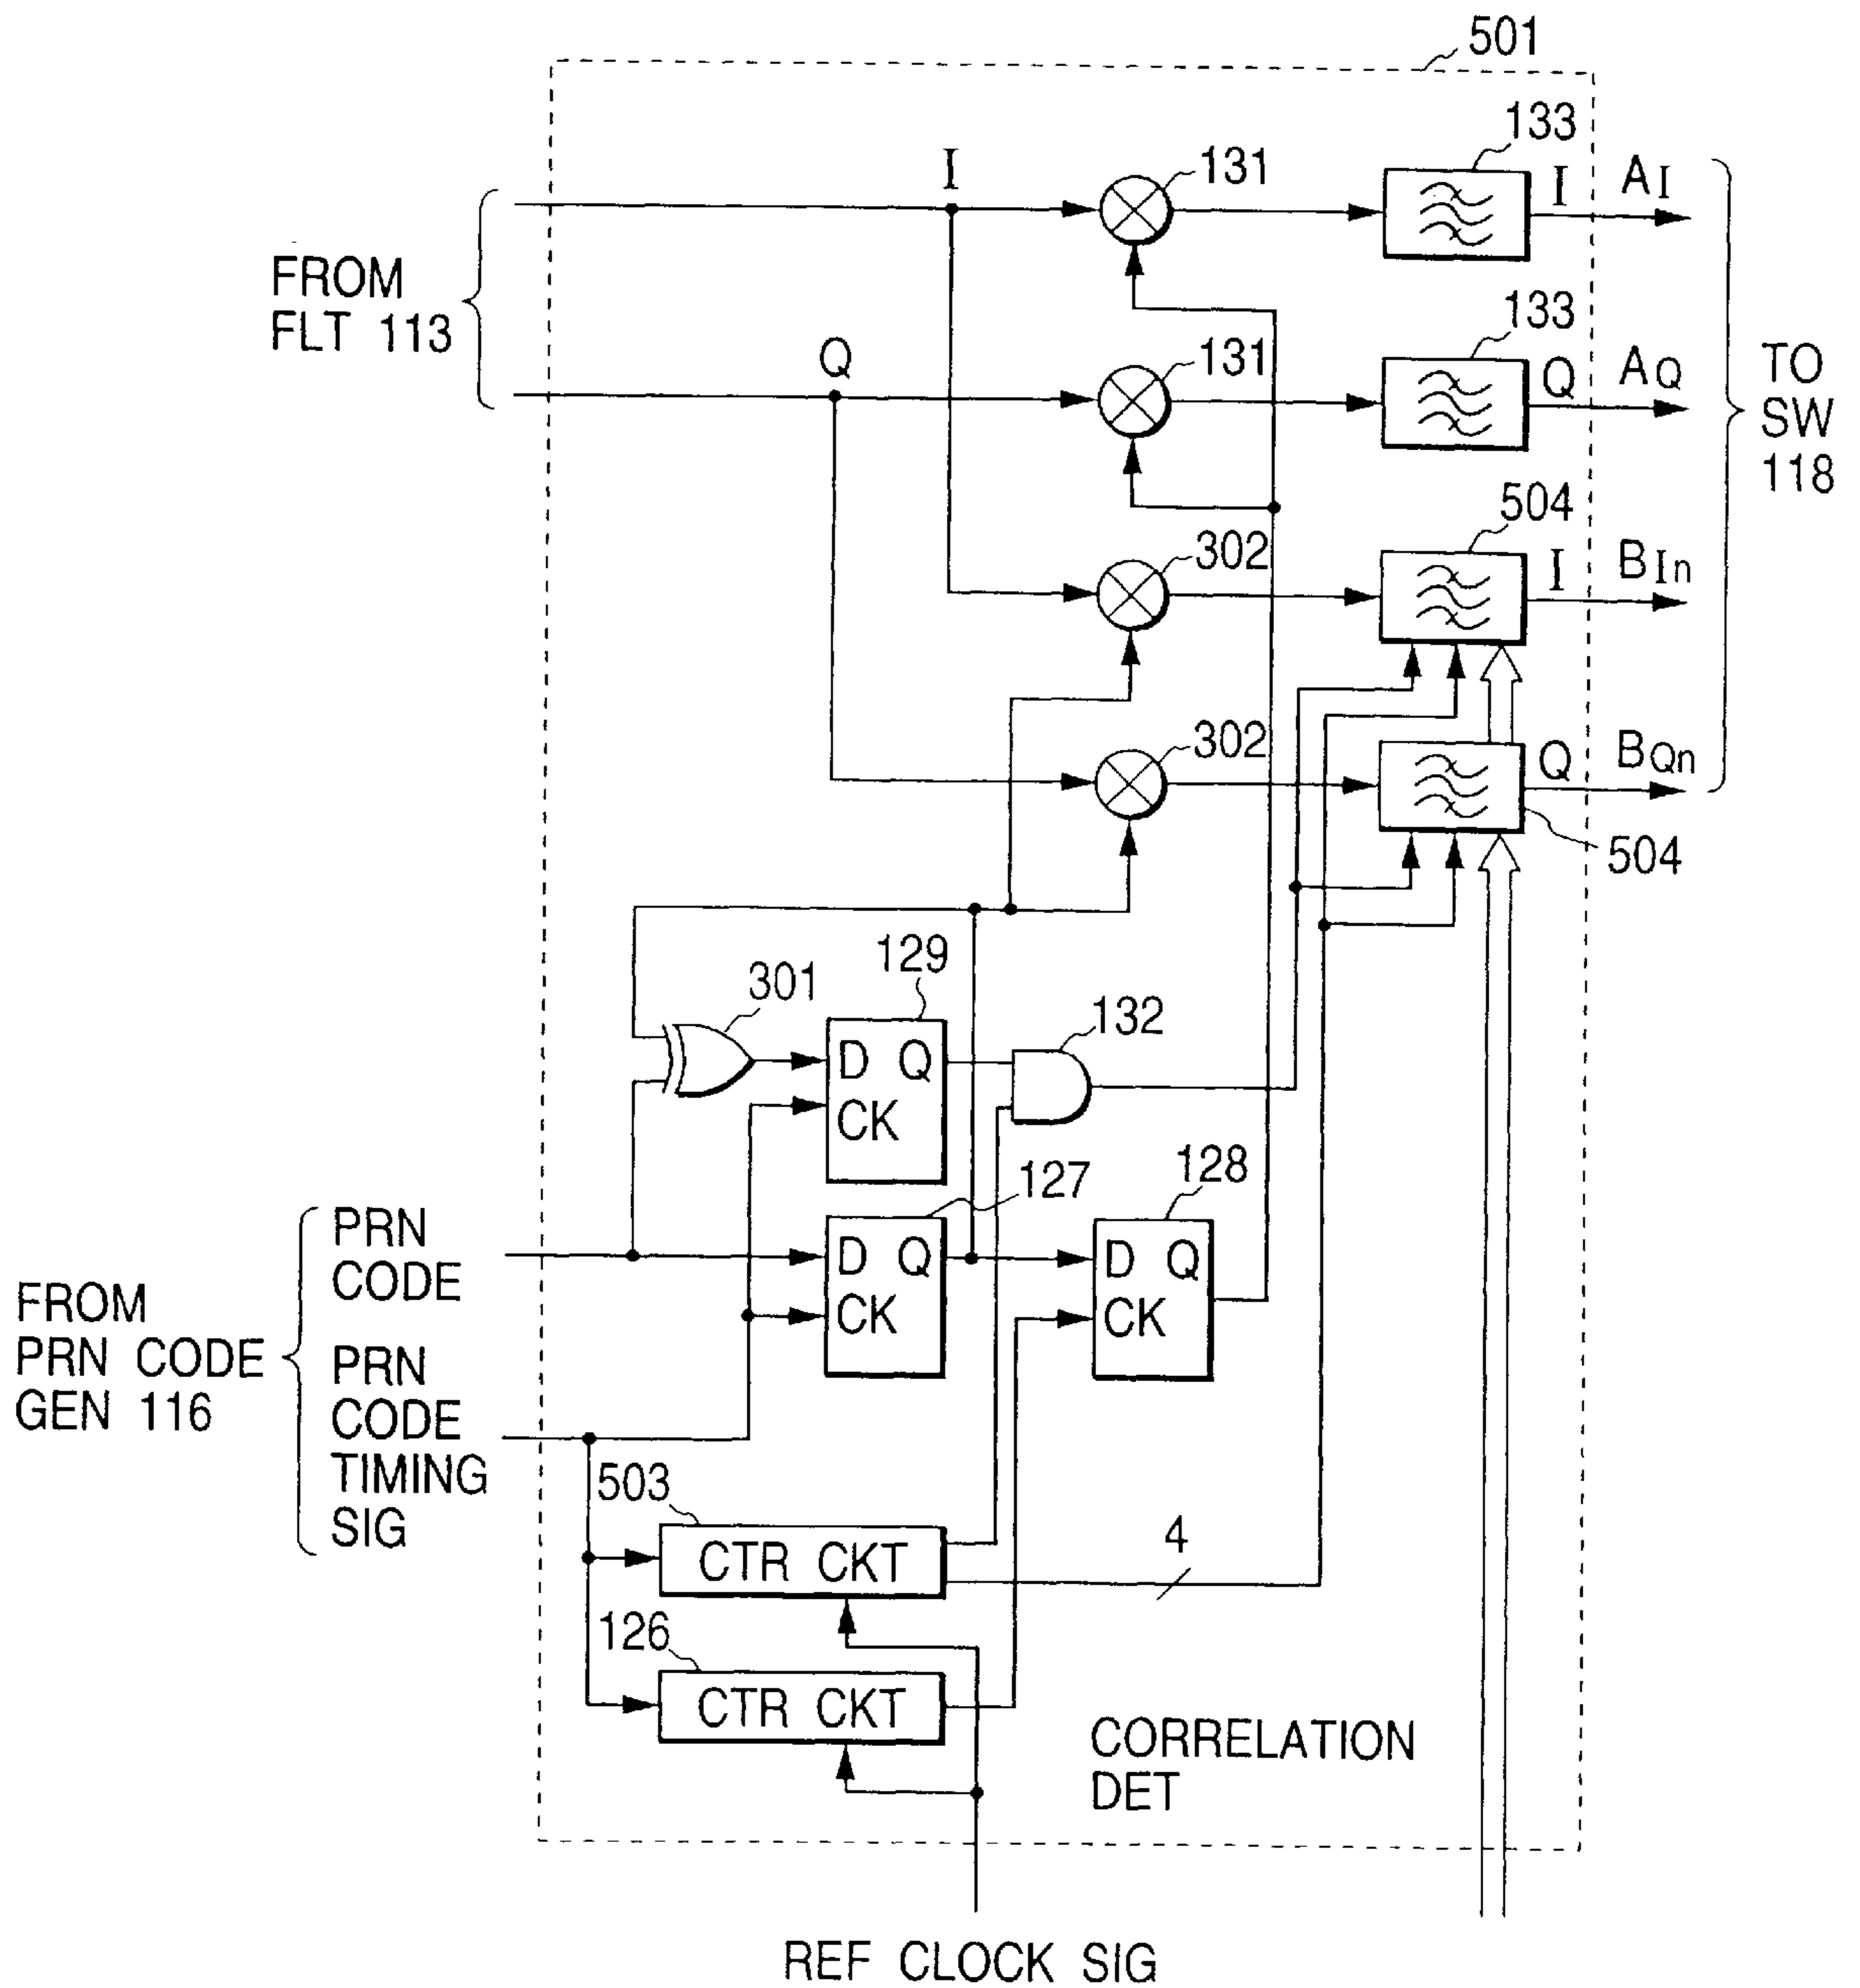 501
133
I
131
I
AI
FROM
FLT 113
133
Q
131
Q
AQ
TO
SW
118
504
302
I
BIn
302
Q
BQn
504
129
301
132
D Q
CK
127
128
PRN
CODE
D Q
CK
D Q
CK
FROM
PRN CODE
GEN 116
PRN
CODE
TIMING
SIG
503
4
CTR CKT
126
CTR CKT
CORRELATION
DET
REF CLOCK SIG